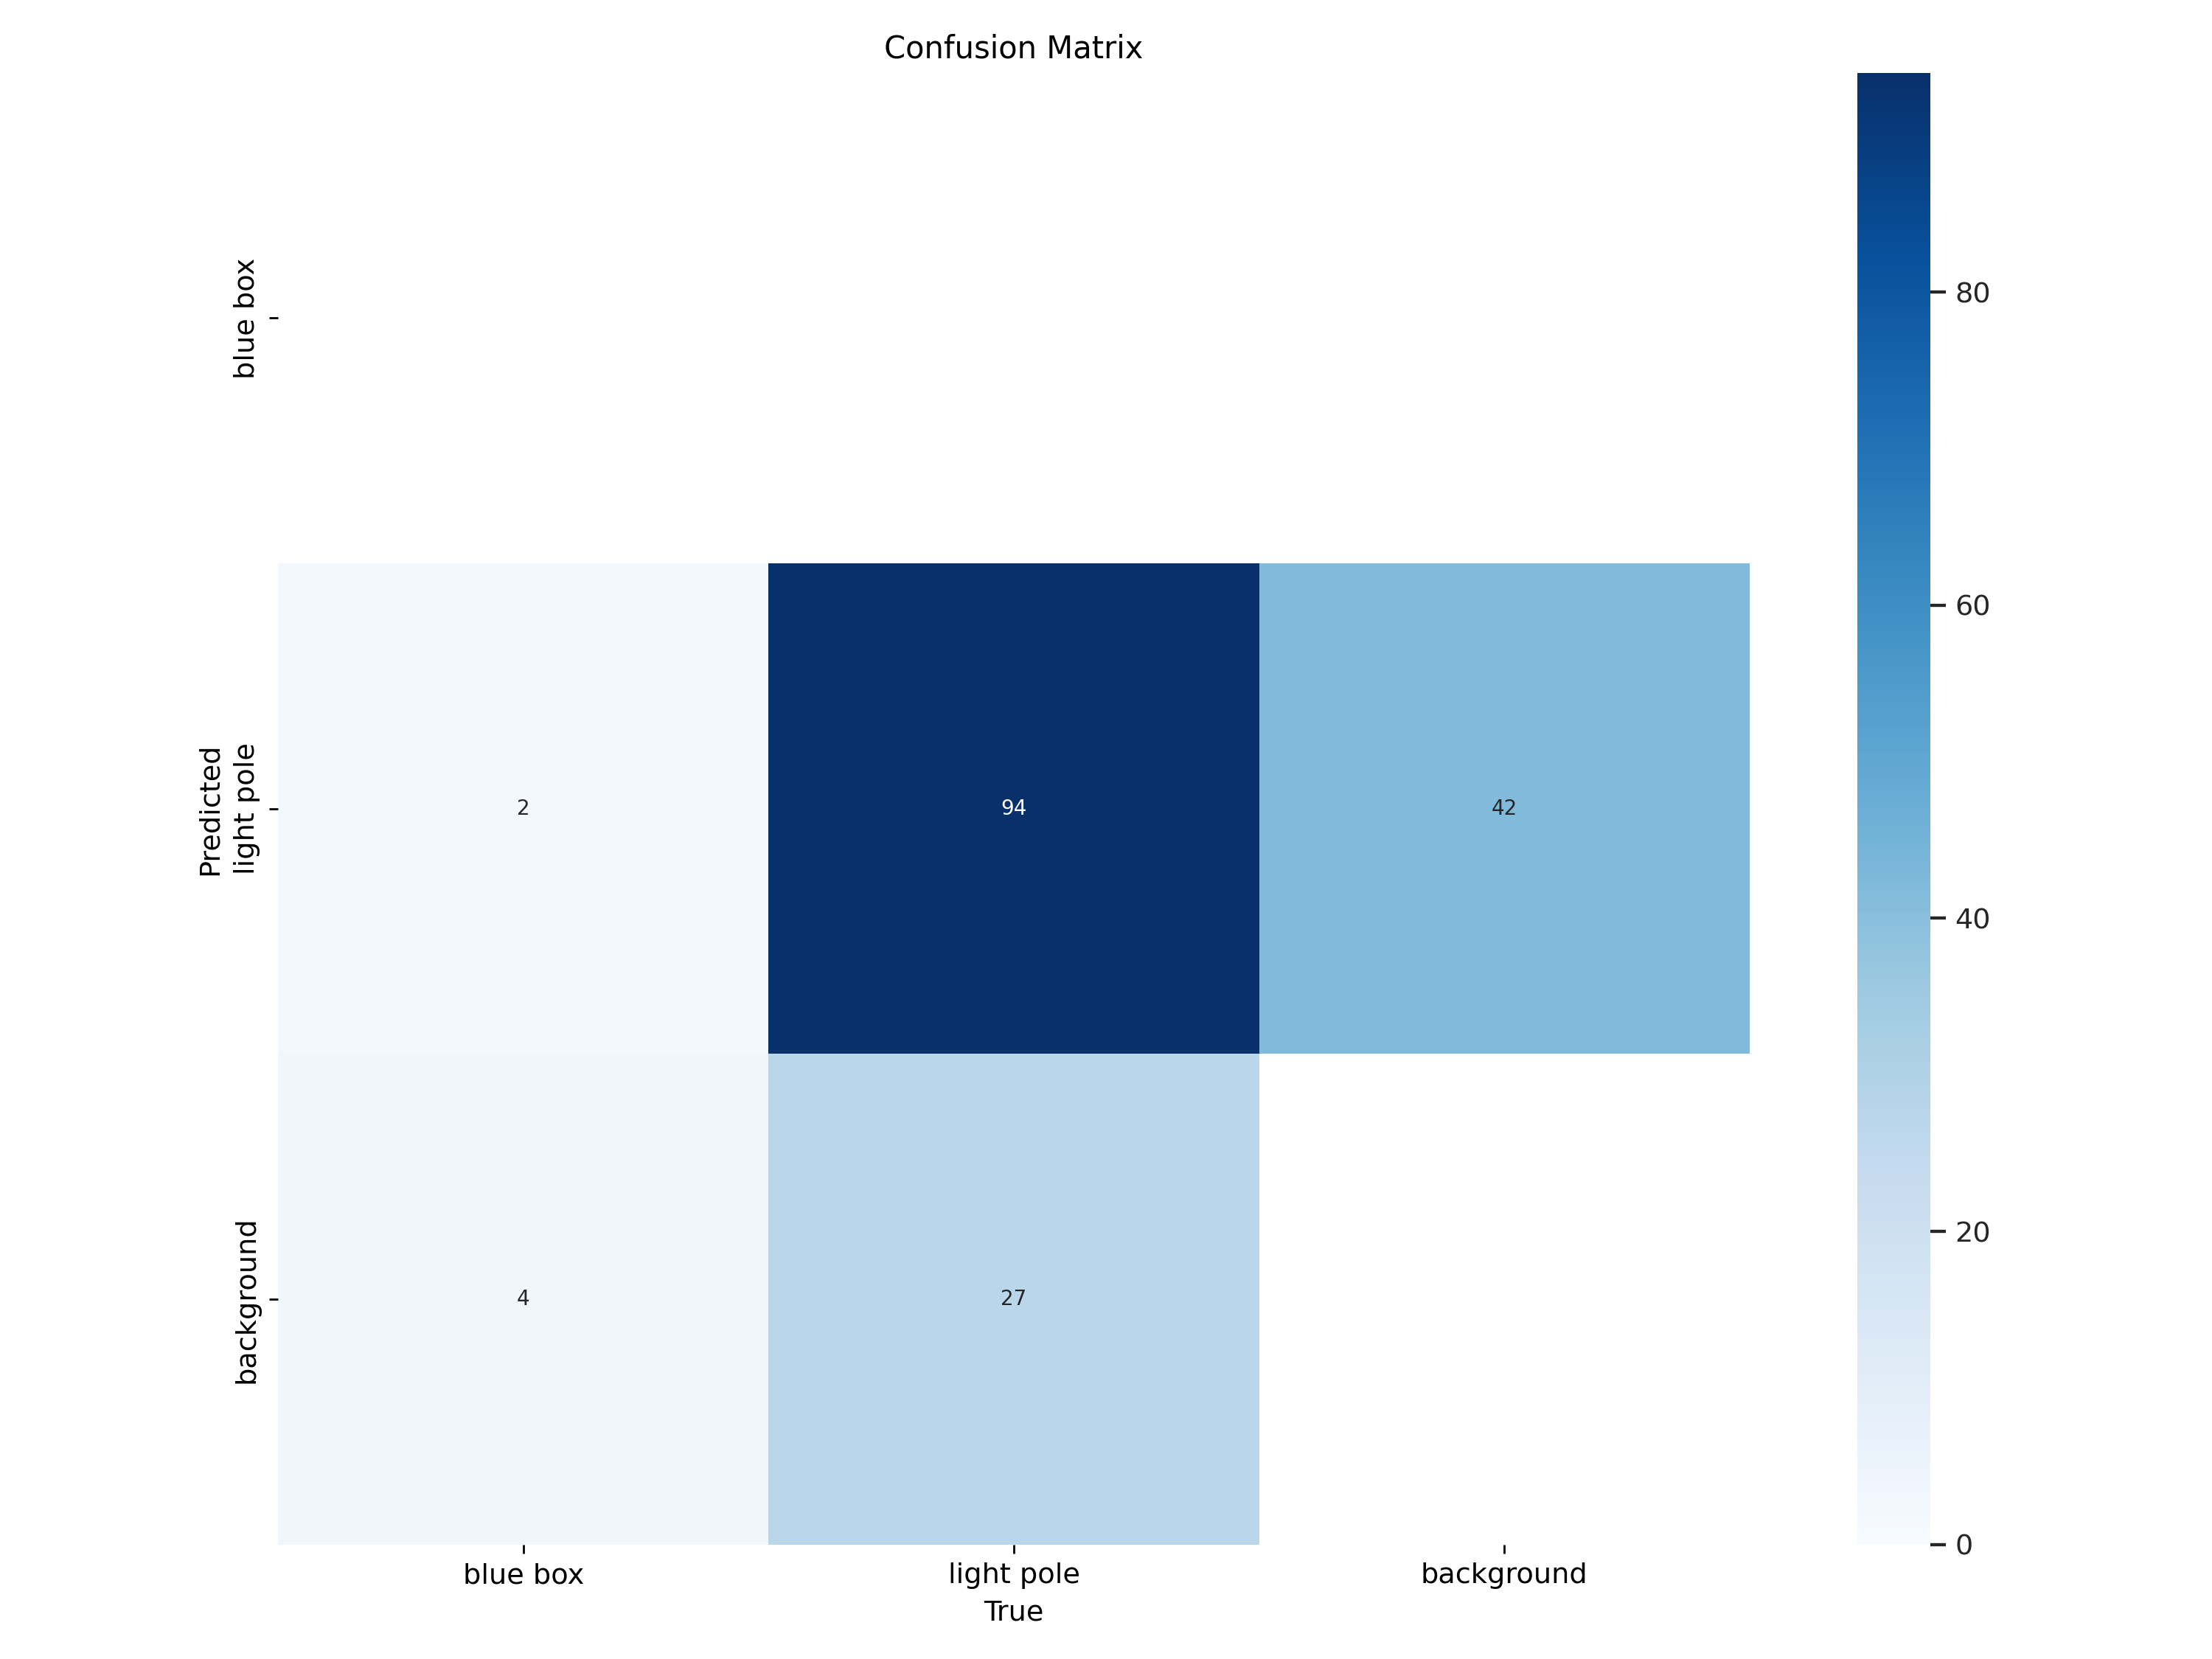 Confusion Matrix
blue box
Predicted
light pole
2
94
42
background
4
27
blue box
light pole
background
True
80
60
40
20
0